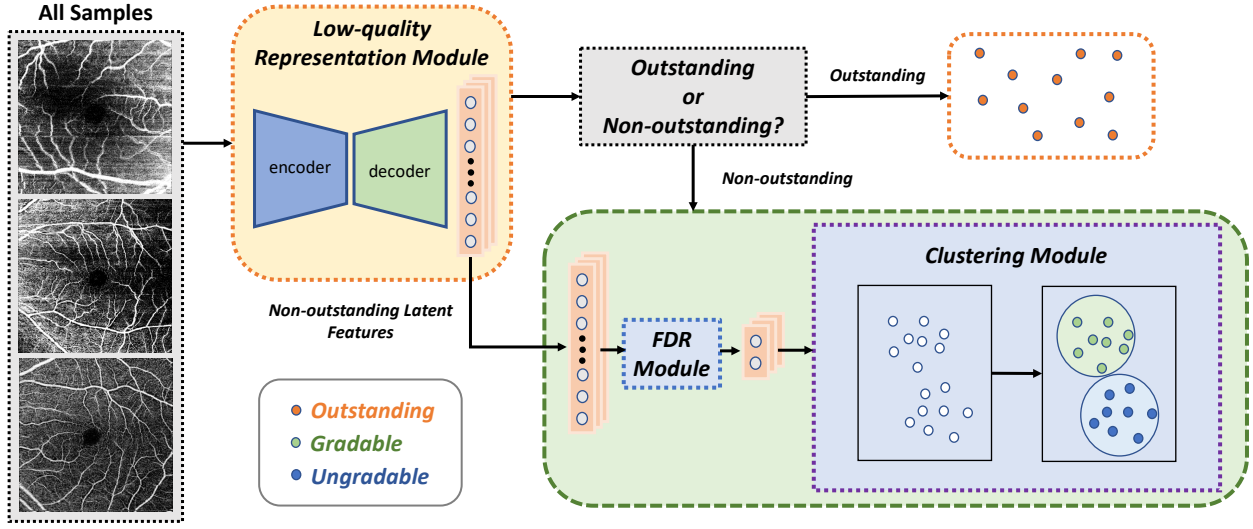 All Samples
Low-quality
Representation Module
encoder
decoder
Outstanding
or
Non-outstanding?
Outstanding
Non-outstanding
Non-outstanding Latent
Features
FDR
Module
Clustering Module
Outstanding
Gradable
Ungradable